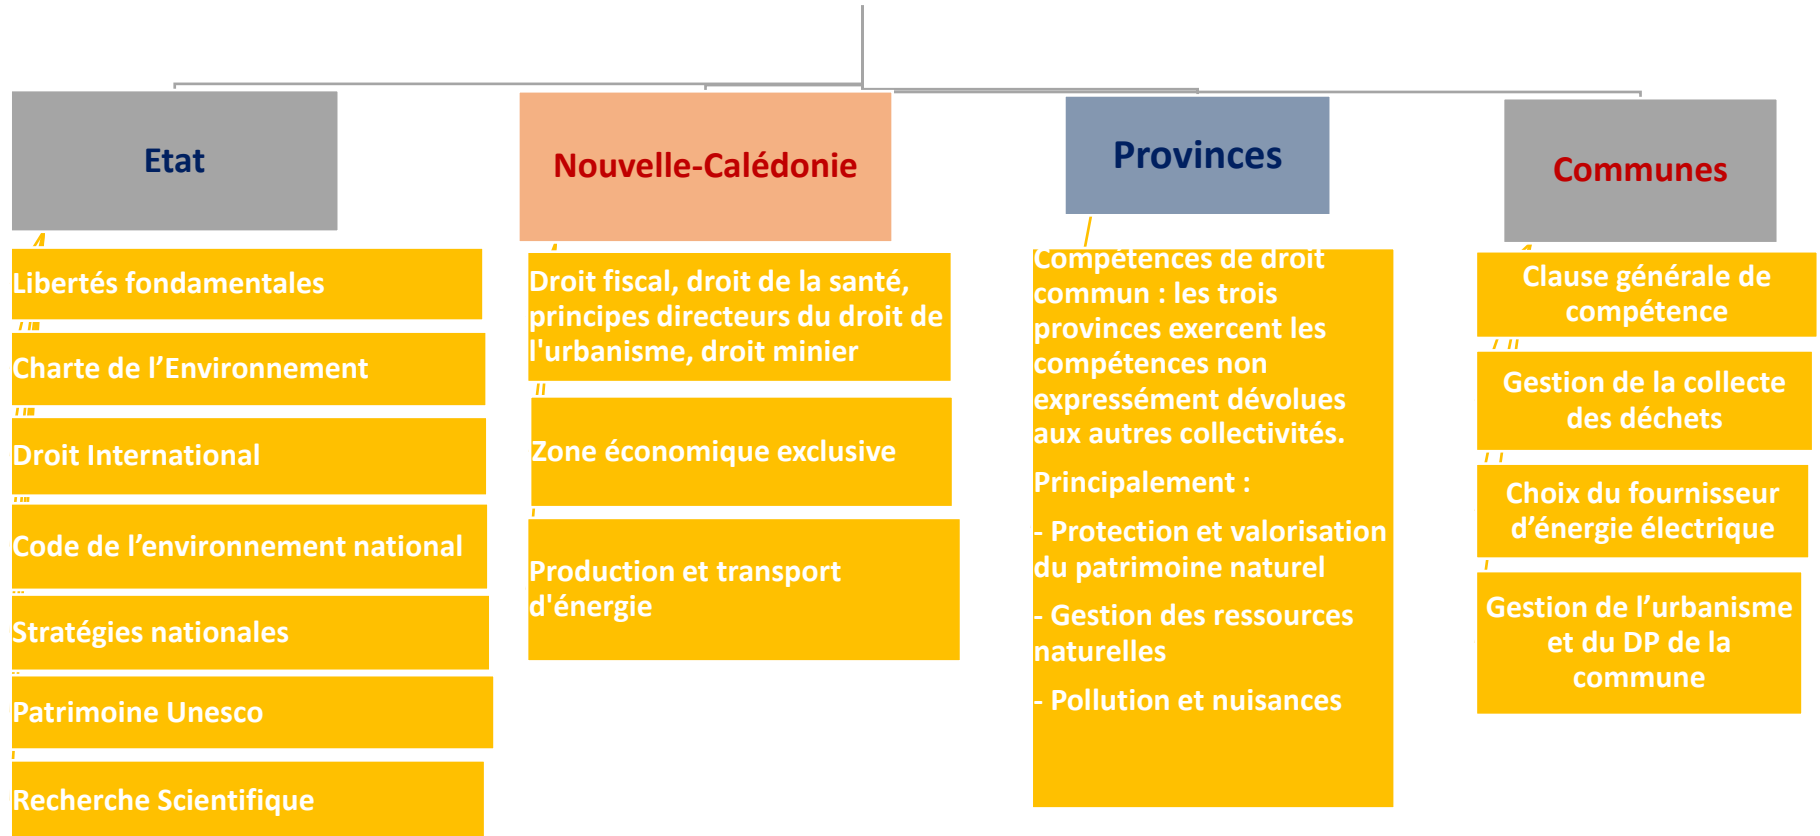 Etat
Libertés fondamentales
Charte de l’Environnement
Droit International
Code de l’environnement national
Stratégies nationales
Patrimoine Unesco
Recherche Scientifique
Nouvelle-Calédonie
Droit fiscal, droit de la santé,
principes directeurs du droit de
l'urbanisme, droit minier
Zone économique exclusive
Production et transport
d'énergie
Provinces
Compétences de droit
commun : les trois
provinces exercent les
compétences non
expressément dévolues
aux autres collectivités.
Principalement :
- Protection et valorisation
du patrimoine naturel
- Gestion des ressources
naturelles
- Pollution et nuisances
Communes
Clause générale de
compétence
Gestion de la collecte
des déchets
Choix du fournisseur
d’énergie électrique
Gestion de l’urbanisme
et du DP de la
commune